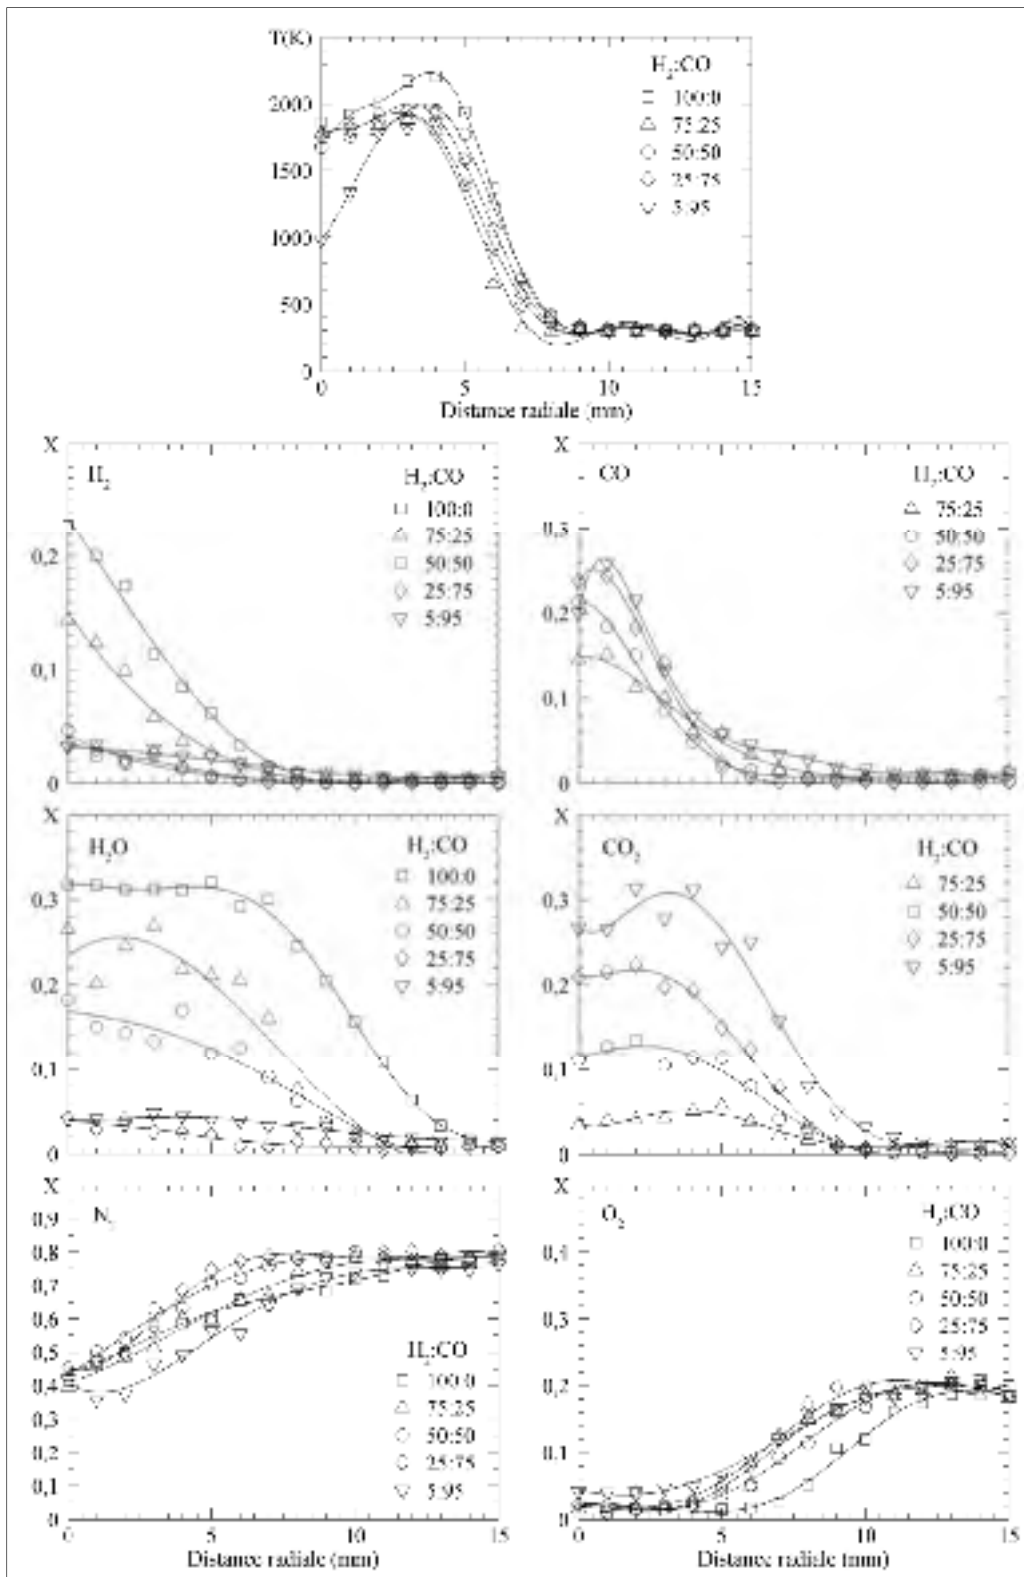 T(K)
2000
1500
1000
500
0
H2:CO
100:0
75:25
50:50
25:75
5:95
0 5 10 15
Distance radiale (mm)
X
H2
0,2
0,1
0
H2:CO
100:0
75:25
50:50
25:75
5:95
X
CO
0,3
0,2
0,1
0
H2:CO
75:25
50:50
25:75
5:95
X
H2O
0,3
0,2
0,1
0
H2:CO
100:0
75:25
50:50
25:75
5:95
X
CO2
0,3
0,2
0,1
0
H2:CO
75:25
50:50
25:75
5:95
X
N2
0,9
0,8
0,7
0,6
0,5
0,4
0,3
0,2
0,1
0
H2:CO
100:0
75:25
50:50
25:75
5:95
0 5 10 15
Distance radiale (mm)
X
O2
0,4
0,3
0,2
0,1
0
H2:CO
100:0
75:25
50:50
25:75
5:95
0 5 10 15
Distance radiale (mm)